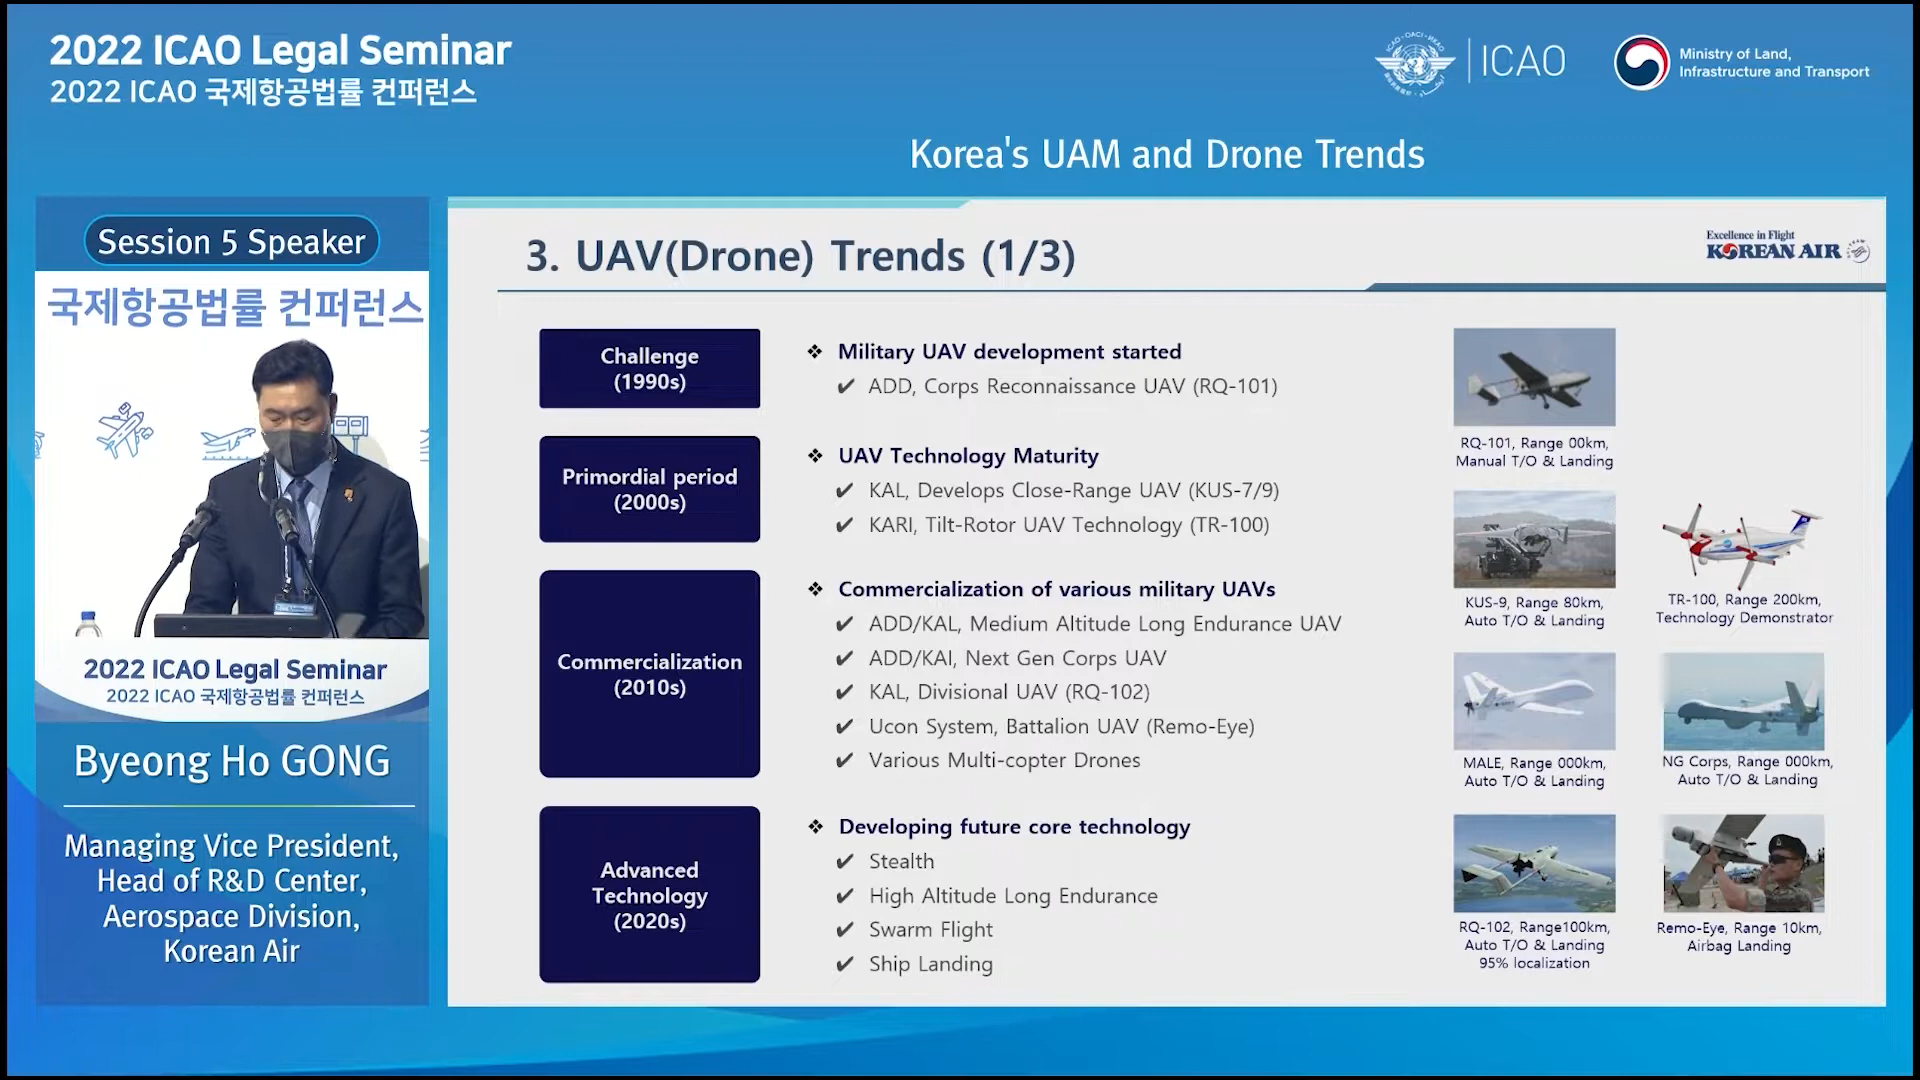 2022 ICAO Legal Seminar
2022 ICAO 국제항공법률 컨퍼런스
ICAO
Ministry of Land,
Infrastructure and Transport
Korea's UAM and Drone Trends
Session 5 Speaker
국제항공법률 컨퍼런스
2022 ICAO Legal Seminar
2022 ICAO 국제항공법률 컨퍼런스
Byeong Ho GONG
Managing Vice President,
Head of R&D Center,
Aerospace Division,
Korean Air
3. UAV(Drone) Trends (1/3)
Excellence in Flight
KOREAN AIR
Challenge
(1990s)
❖ Military UAV development started
✔ ADD, Corps Reconnaissance UAV (RQ-101)
Primordial period
(2000s)
❖ UAV Technology Maturity
✔ KAL, Develops Close-Range UAV (KUS-7/9)
✔ KARI, Tilt-Rotor UAV Technology (TR-100)
Commercialization
(2010s)
❖ Commercialization of various military UAVs
✔ ADD/KAL, Medium Altitude Long Endurance UAV
✔ ADD/KAI, Next Gen Corps UAV
✔ KAL, Divisional UAV (RQ-102)
✔ Ucon System, Battalion UAV (Remo-Eye)
✔ Various Multi-copter Drones
Advanced
Technology
(2020s)
❖ Developing future core technology
✔ Stealth
✔ High Altitude Long Endurance
✔ Swarm Flight
✔ Ship Landing
RQ-101, Range 00km,
Manual T/O & Landing
KUS-9, Range 80km,
Auto T/O & Landing
TR-100, Range 200km,
Technology Demonstrator
MALE, Range 000km,
Auto T/O & Landing
NG Corps, Range 000km,
Auto T/O & Landing
RQ-102, Range100km,
Auto T/O & Landing
95% localization
Remo-Eye, Range 10km,
Airbag Landing